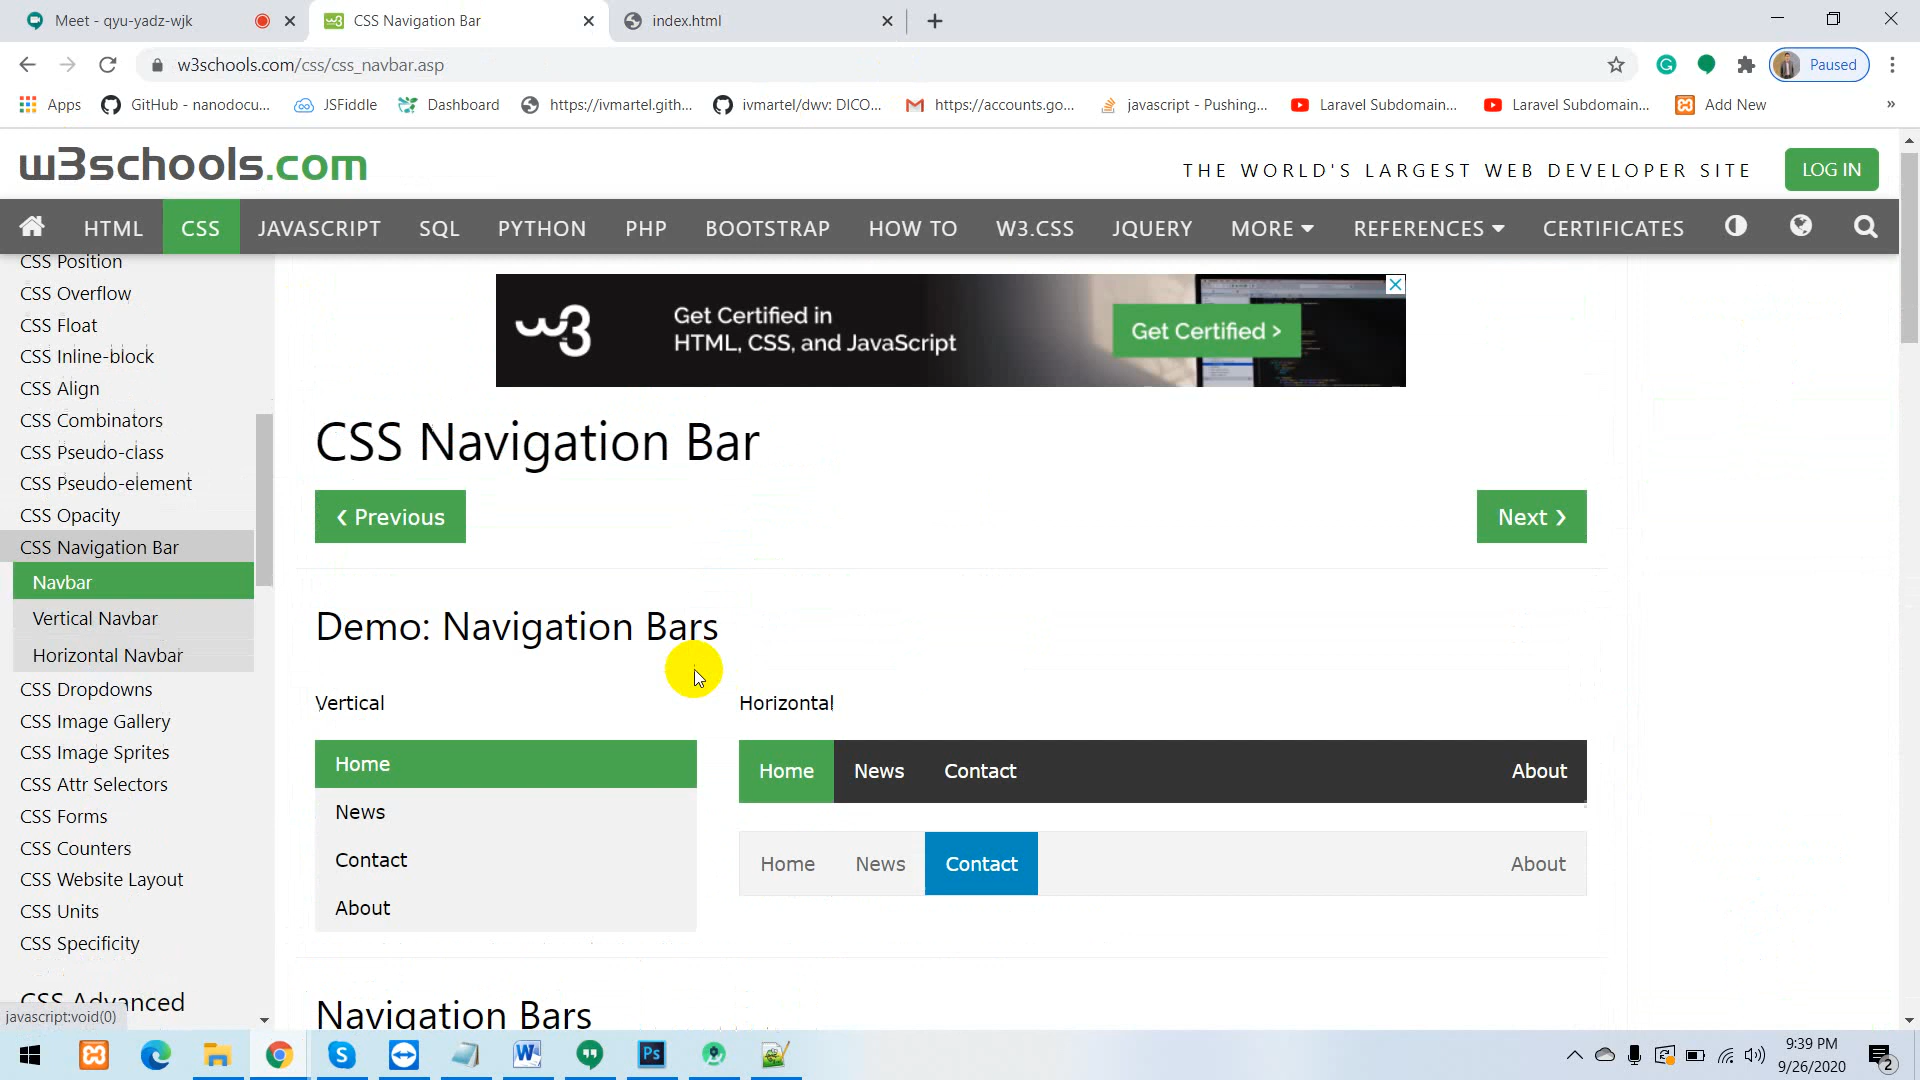 Meet - qyu-yadz-wjk
CSS Navigation Bar
index.html
w3schools.com/css/css_navbar.asp
Paused
Apps
GitHub - nanodocu...
JSFiddle
Dashboard
https://ivmartel.gith...
ivmartel/dwv: DICO...
https://accounts.go...
javascript - Pushing...
Laravel Subdomain...
Laravel Subdomain...
Add New
»
w3schools.com
THE WORLD'S LARGEST WEB DEVELOPER SITE
LOG IN
HTML
CSS
JAVASCRIPT
SQL
PYTHON
PHP
BOOTSTRAP
HOW TO
W3.CSS
JQUERY
MORE
REFERENCES
CERTIFICATES
CSS Position
CSS Overflow
CSS Float
CSS Inline-block
CSS Align
CSS Combinators
CSS Pseudo-class
CSS Pseudo-element
CSS Opacity
CSS Navigation Bar
Navbar
Vertical Navbar
Horizontal Navbar
CSS Dropdowns
CSS Image Gallery
CSS Image Sprites
CSS Attr Selectors
CSS Forms
CSS Counters
CSS Website Layout
CSS Units
CSS Specificity
CSS Advanced
javascript:void(0)
w3
Get Certified in
HTML, CSS, and JavaScript
Get Certified >
CSS Navigation Bar
❮ Previous
Next ❯
Demo: Navigation Bars
Vertical
Home
News
Contact
About
Horizontal
Home
News
Contact
About
Home
News
Contact
About
Navigation Bars
9:39 PM
9/26/2020
2